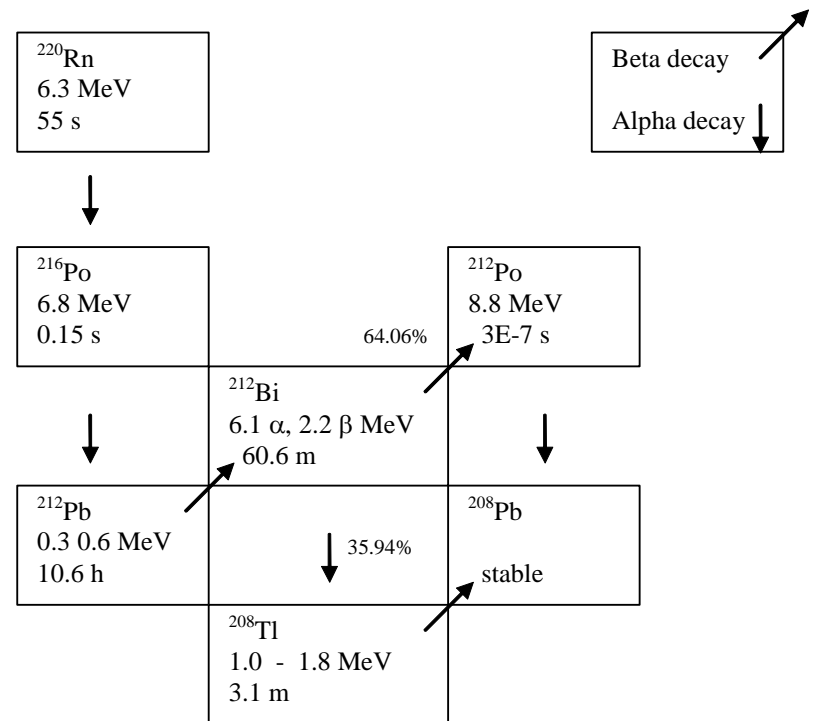 ²²⁰Rn
6.3 MeV
55 s
Beta decay
Alpha decay
²¹⁶Po
6.8 MeV
0.15 s
²¹²Po
8.8 MeV
3E-7 s
64.06%
²¹²Bi
6.1 α, 2.2 β MeV
60.6 m
²¹²Pb
0.3 0.6 MeV
10.6 h
35.94%
²⁰⁸Pb
stable
²⁰⁸Tl
1.0 - 1.8 MeV
3.1 m